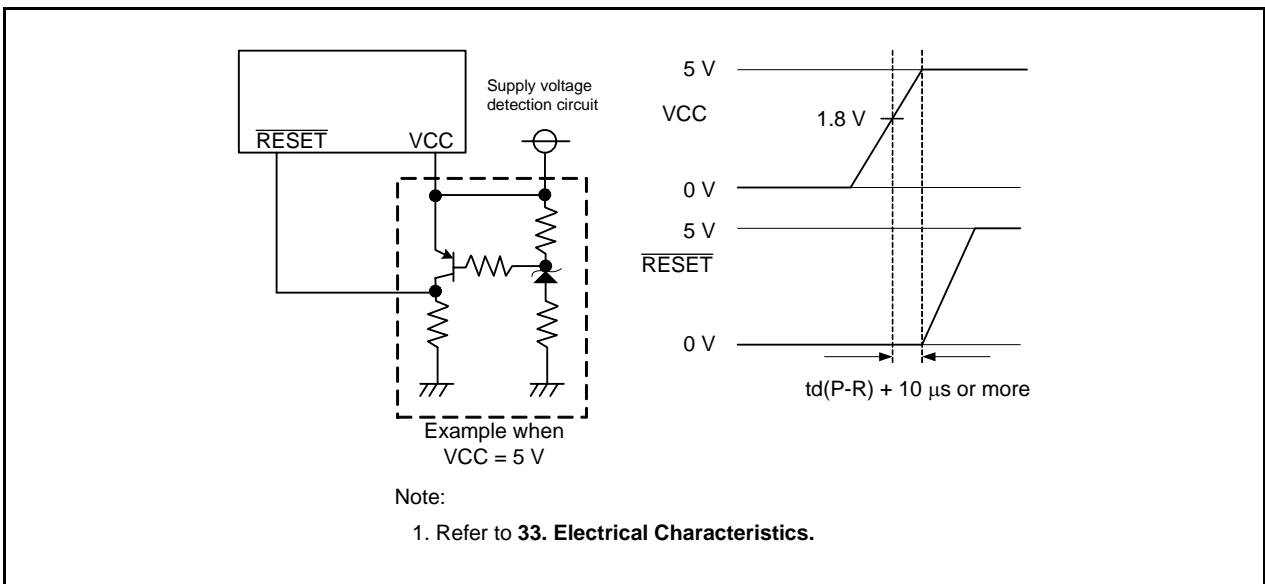 RESET
VCC
Supply voltage
detection circuit
Example when
VCC = 5 V
5 V
VCC
1.8 V
0 V
5 V
RESET
0 V
td(P-R) + 10 μs or more
Note:
1. Refer to 33. Electrical Characteristics.